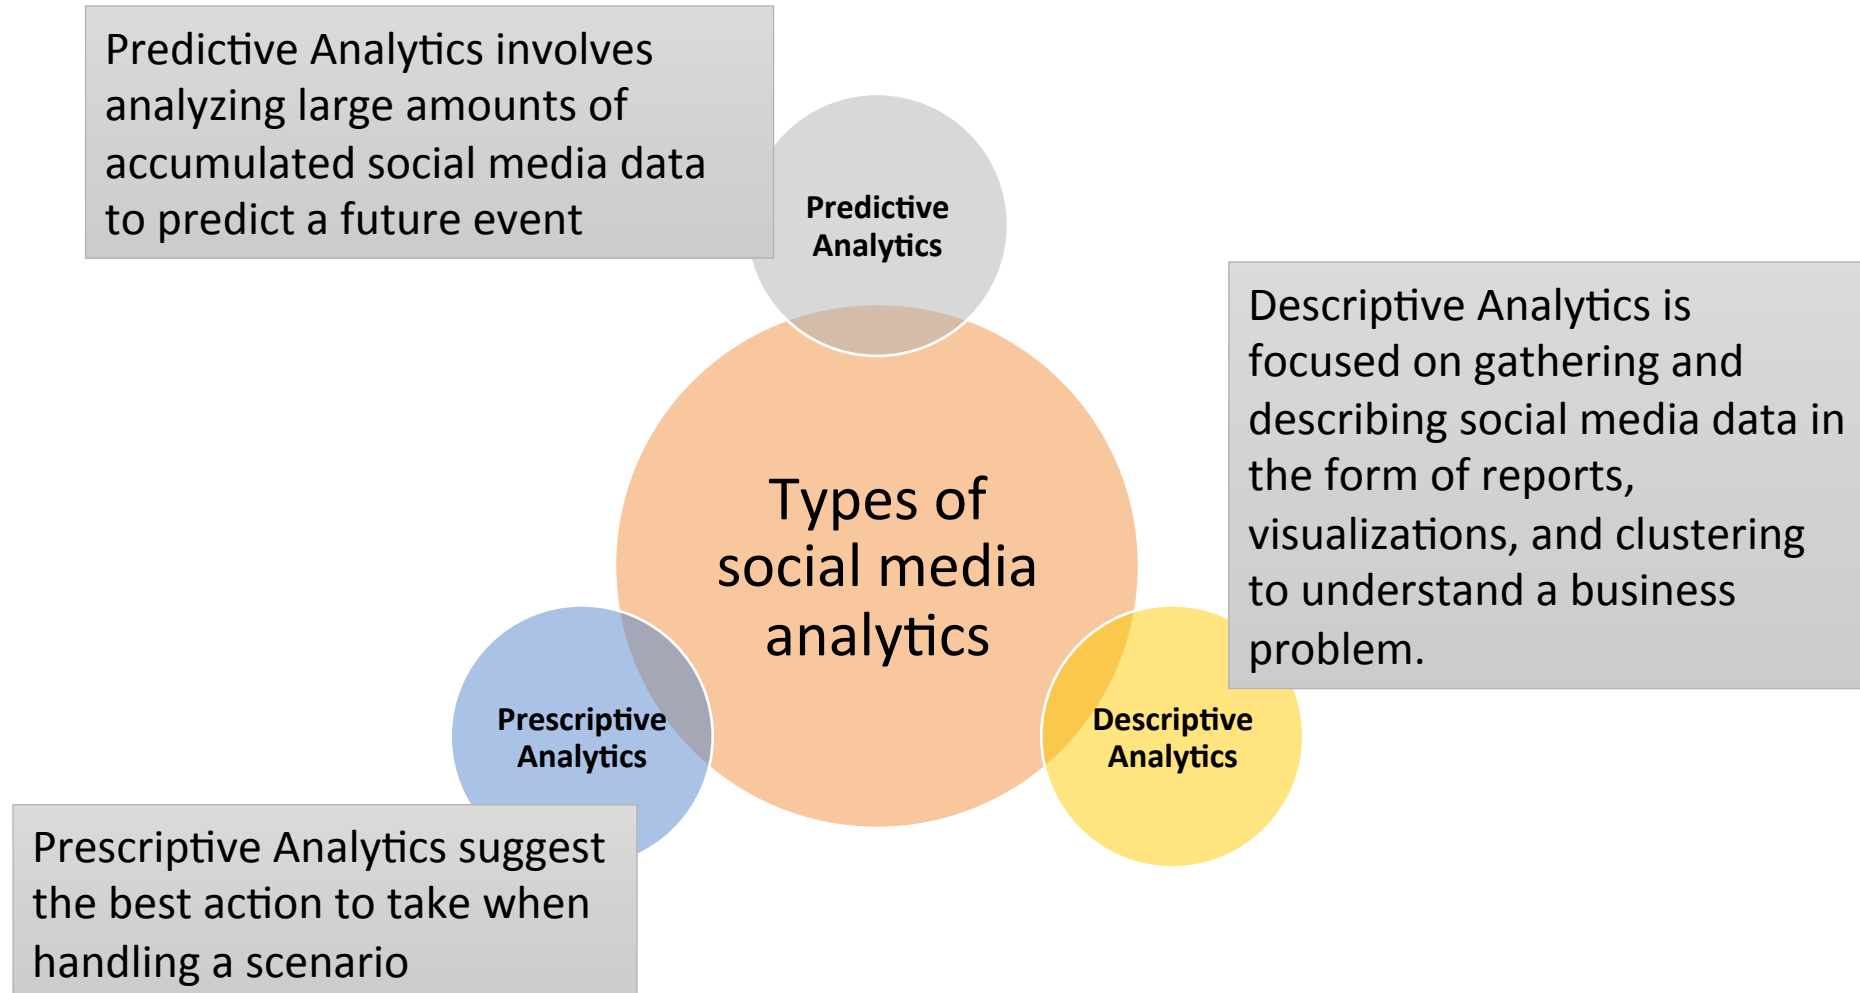 Predictive Analytics involves
analyzing large amounts of
accumulated social media data
to predict a future event
Predictive
Analytics
Descriptive Analytics is
focused on gathering and
describing social media data in
the form of reports,
visualizations, and clustering
to understand a business
problem.
Types of
social media
analytics
Prescriptive
Analytics
Descriptive
Analytics
Prescriptive Analytics suggest
the best action to take when
handling a scenario